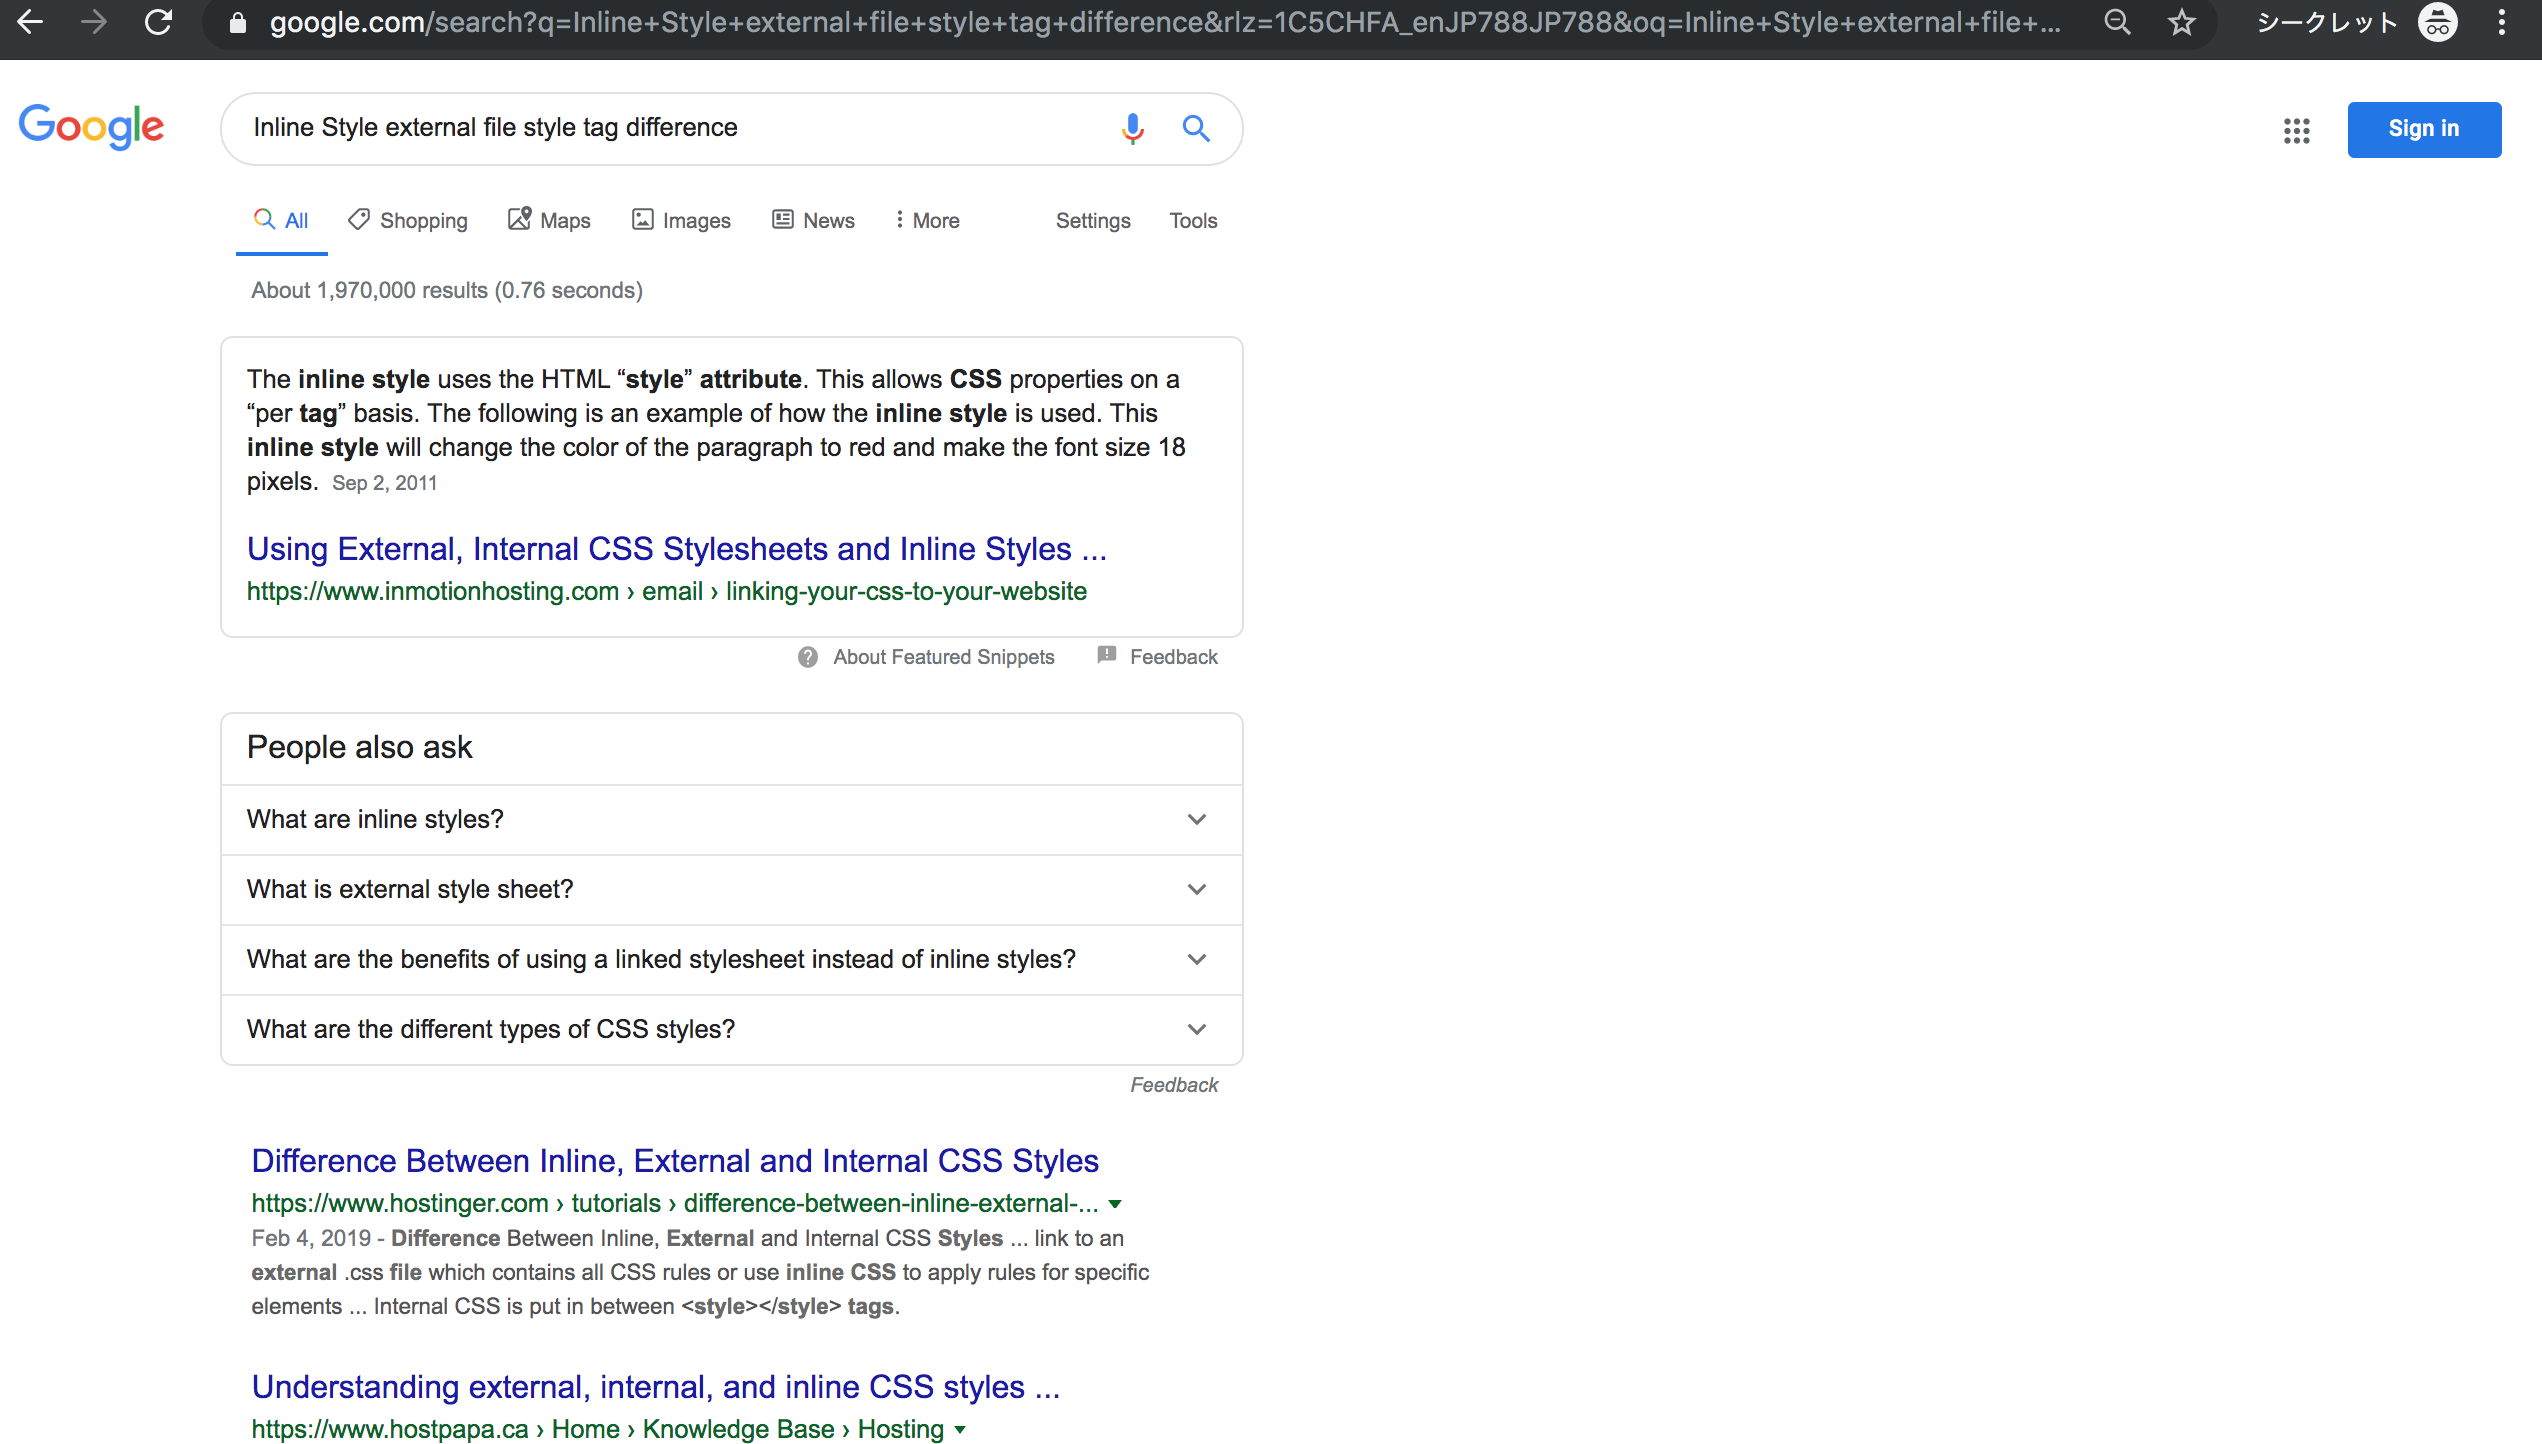 google.com/search?q=Inline+Style+external+file+style+tag+difference&rlz=1C5CHFA_enJP788JP788&oq=Inline+Style+external+file+... シークレット
Google Inline Style external file style tag difference Sign in
All Shopping Maps Images News More Settings Tools
About 1,970,000 results (0.76 seconds)
The inline style uses the HTML “style” attribute. This allows CSS properties on a
“per tag” basis. The following is an example of how the inline style is used. This
inline style will change the color of the paragraph to red and make the font size 18
pixels. Sep 2, 2011
Using External, Internal CSS Stylesheets and Inline Styles ...
https://www.inmotionhosting.com › email › linking-your-css-to-your-website
About Featured Snippets Feedback
People also ask
What are inline styles?
What is external style sheet?
What are the benefits of using a linked stylesheet instead of inline styles?
What are the different types of CSS styles?
Feedback
Difference Between Inline, External and Internal CSS Styles
https://www.hostinger.com › tutorials › difference-between-inline-external-...
Feb 4, 2019 - Difference Between Inline, External and Internal CSS Styles ... link to an
external .css file which contains all CSS rules or use inline CSS to apply rules for specific
elements ... Internal CSS is put in between <style></style> tags.
Understanding external, internal, and inline CSS styles ...
https://www.hostpapa.ca › Home › Knowledge Base › Hosting